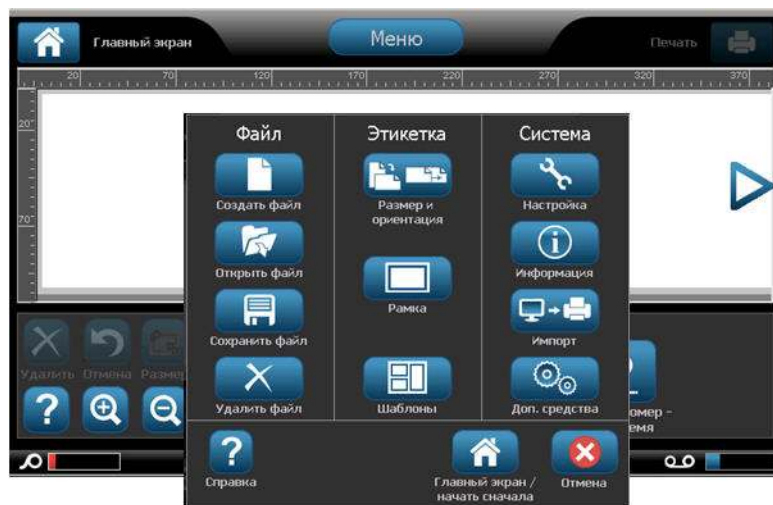 Главный экран
Меню
Печать
20 70 120 170 220 270 320 370
20
70
Файл
Этикетка
Система
Создать файл
Размер и
ориентация
Настройка
Открыть файл
Информация
Рамка
Сохранить файл
Импорт
Удалить файл
Шаблоны
Доп. средства
Удалить
Отмена
Справка
Главный экран /
начать сначала
Отмена